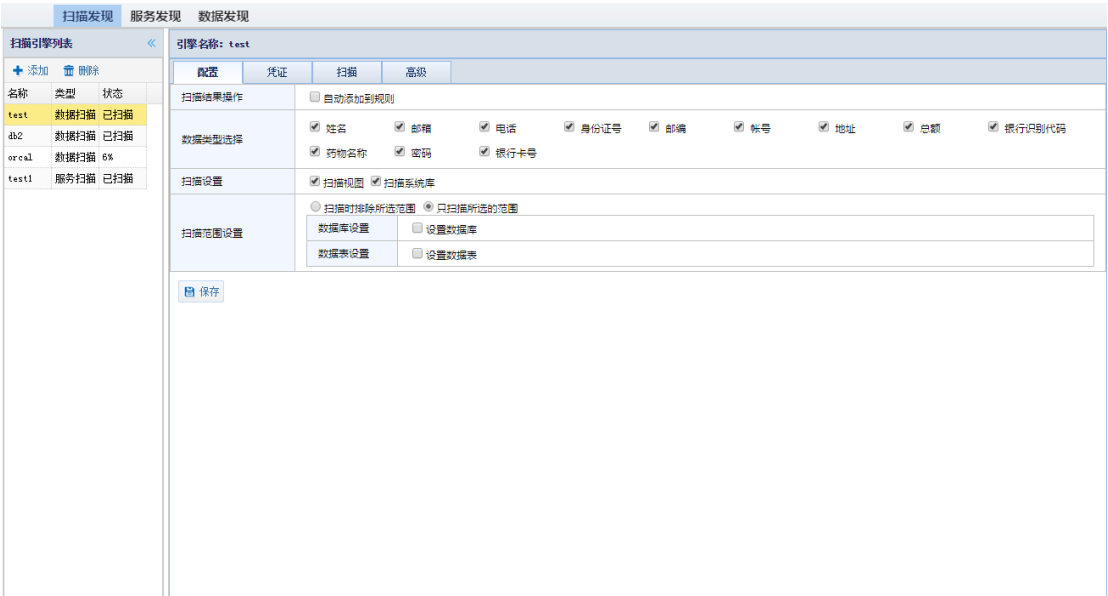 扫描发现 服务发现 数据发现
扫描引擎列表
添加 删除
名称 类型 状态
test 数据扫描 已扫描
db2 数据扫描 已扫描
orcal 数据扫描 6%
test1 服务扫描 已扫描
引擎名称: test
配置 凭证 扫描 高级
扫描结果操作 自动添加到规则
数据类型选择
姓名 邮箱 电话 身份证号 邮编 帐号 地址 总额 银行识别代码
药物名称 密码 银行卡号
扫描设置 扫描视图 扫描系统库
扫描范围设置
扫描时排除所选范围 只扫描所选的范围
数据库设置 设置数据库
数据表设置 设置数据表
保存